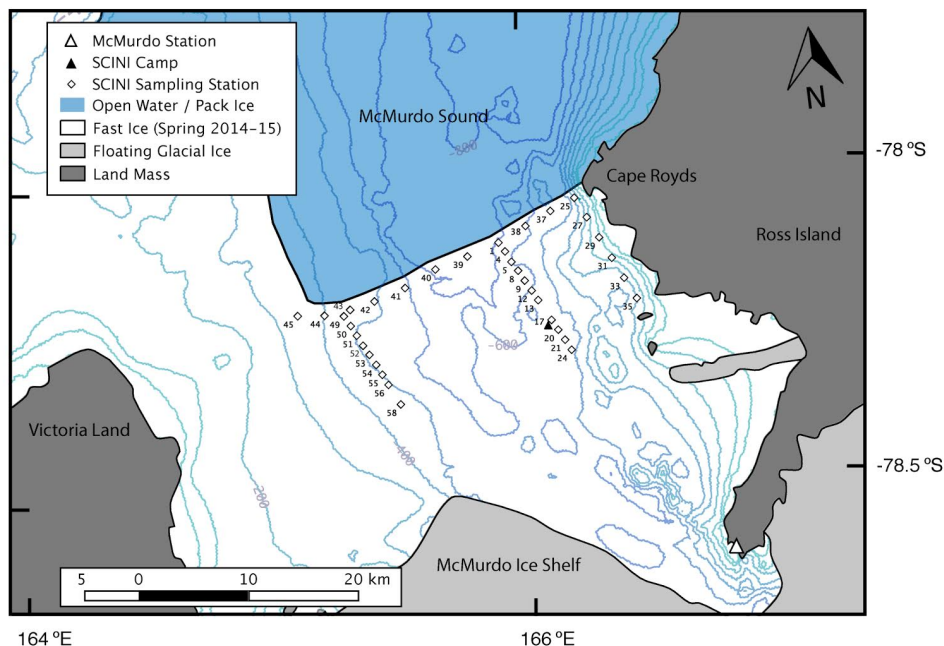 McMurdo Station
SCINI Camp
SCINI Sampling Station
Open Water / Pack Ice
Fast Ice (Spring 2014-15)
Floating Glacial Ice
Land Mass
N
McMurdo Sound
-800
-78 ºS
Cape Royds
Ross Island
25
37
27
38
29
1
4
39
31
5
40
8
33
9
41
12
35
43
42
13
45
44
49
17
50
20
51
21
52
24
53
54
55
56
58
-600
Victoria Land
-400
-200
-78.5 ºS
McMurdo Ice Shelf
5 0 10 20 km
164 ºE
166 ºE